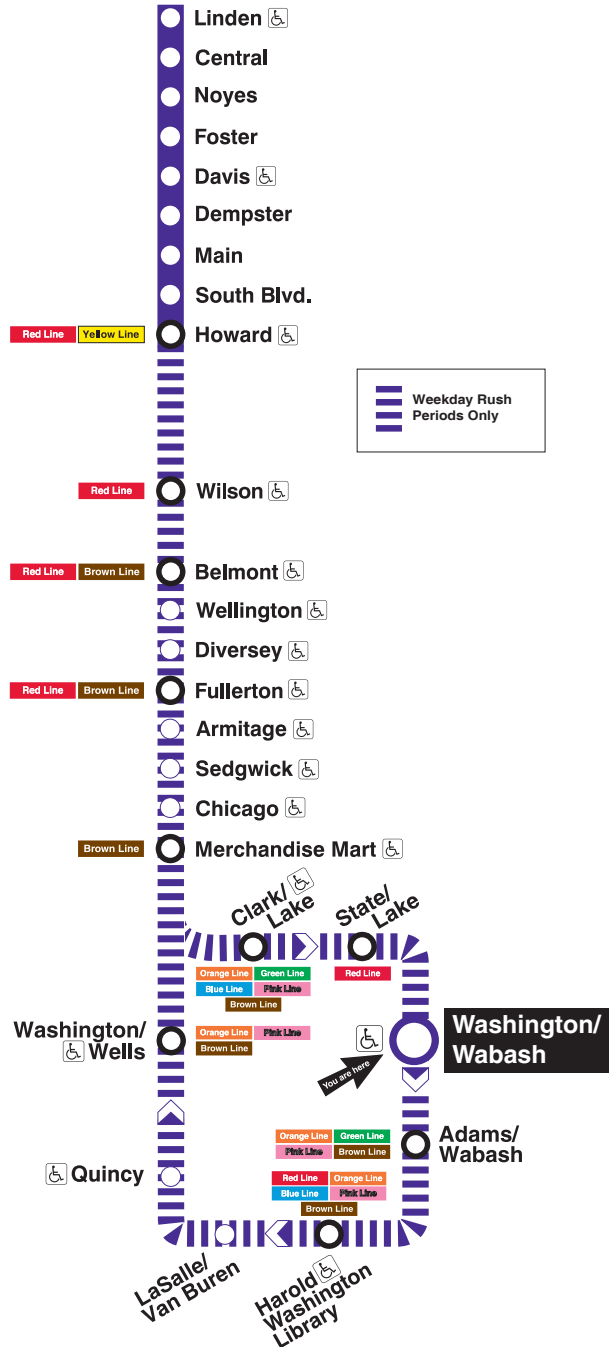 Linden
Central
Noyes
Foster
Davis
Dempster
Main
South Blvd.
Red Line Yellow Line Howard
Weekday Rush
Periods Only
Red Line Wilson
Red Line Brown Line Belmont
Wellington
Diversey
Red Line Brown Line Fullerton
Armitage
Sedgwick
Chicago
Brown Line Merchandise Mart
Clark/
Lake
State/
Lake
Orange Line Green Line
Blue Line Pink Line
Brown Line
Red Line
Washington/
Wells
Orange Line Pink Line
Brown Line
Washington/
Wabash
You are here
Orange Line Green Line
Pink Line Brown Line
Adams/
Wabash
Quincy
Red Line Orange Line
Blue Line Pink Line
Brown Line
LaSalle/
Van Buren
Harold
Washington
Library